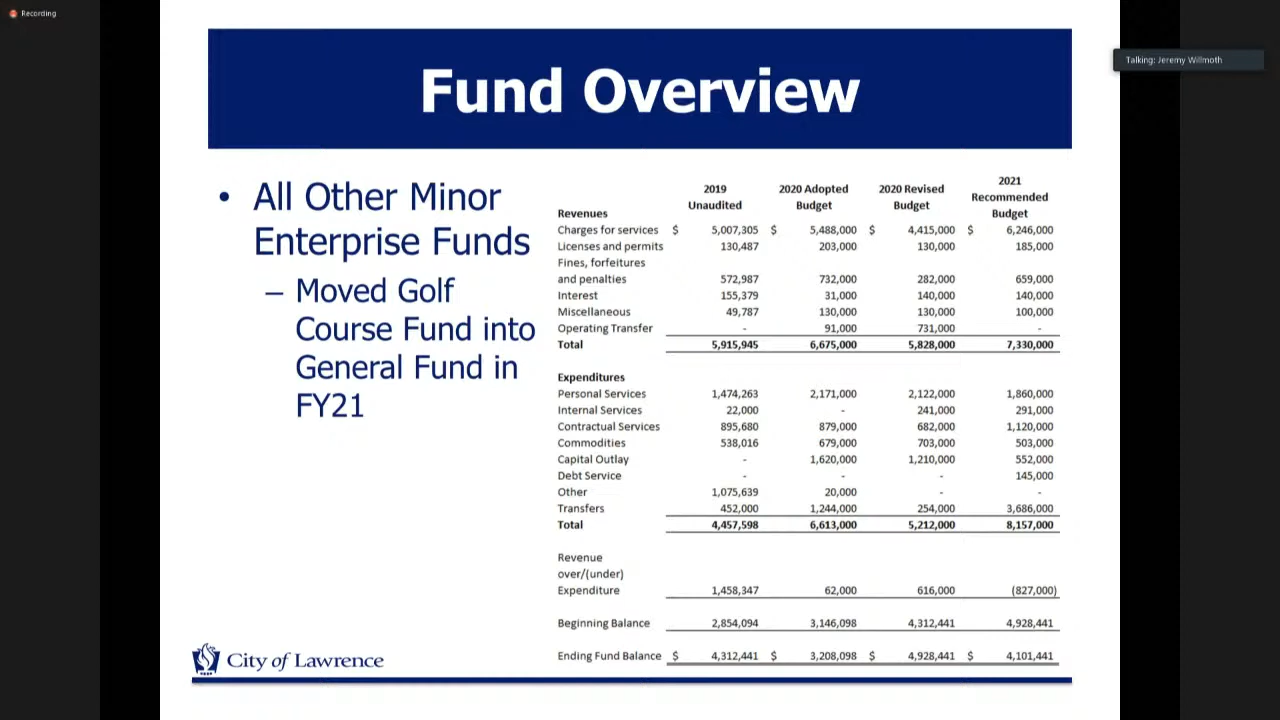 Recording
Talking: Jeremy Willmoth
Fund Overview
• All Other Minor
Enterprise Funds
– Moved Golf
Course Fund into
General Fund in
FY21
2019 2020 Adopted 2020 Revised 2021
Unaudited Budget Budget Recommended
Budget
Revenues
Charges for services $ 5,007,305 $ 5,488,000 $ 4,415,000 $ 6,246,000
Licenses and permits 130,487 203,000 130,000 185,000
Fines, forfeitures
and penalties 572,987 732,000 282,000 659,000
Interest 155,379 31,000 140,000 140,000
Miscellaneous 49,787 130,000 130,000 100,000
Operating Transfer - 91,000 731,000 -
Total 5,915,945 6,675,000 5,828,000 7,330,000
Expenditures
Personal Services 1,474,263 2,171,000 2,122,000 1,860,000
Internal Services 22,000 - 241,000 291,000
Contractual Services 895,680 879,000 682,000 1,120,000
Commodities 538,016 679,000 703,000 503,000
Capital Outlay - 1,620,000 1,210,000 552,000
Debt Service - - - 145,000
Other 1,075,639 20,000 - -
Transfers 452,000 1,244,000 254,000 3,686,000
Total 4,457,598 6,613,000 5,212,000 8,157,000
Revenue
over/(under)
Expenditure 1,458,347 62,000 616,000 (827,000)
Beginning Balance 2,854,094 3,146,098 4,312,441 4,928,441
Ending Fund Balance $ 4,312,441 $ 3,208,098 $ 4,928,441 $ 4,101,441
City of Lawrence